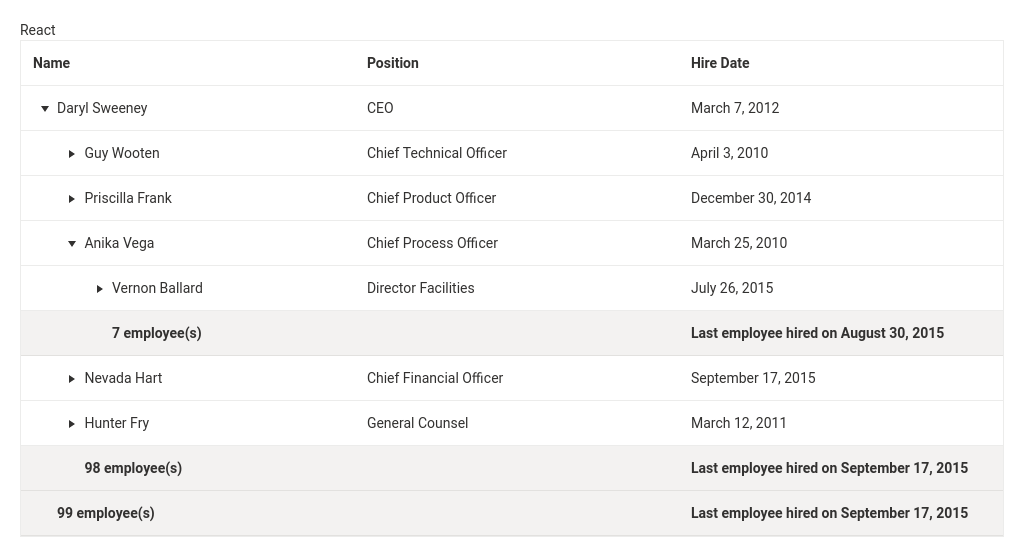 React
Name Position Hire Date
Daryl Sweeney CEO March 7, 2012
Guy Wooten Chief Technical Officer April 3, 2010
Priscilla Frank Chief Product Officer December 30, 2014
Anika Vega Chief Process Officer March 25, 2010
Vernon Ballard Director Facilities July 26, 2015
7 employee(s) Last employee hired on August 30, 2015
Nevada Hart Chief Financial Officer September 17, 2015
Hunter Fry General Counsel March 12, 2011
98 employee(s) Last employee hired on September 17, 2015
99 employee(s) Last employee hired on September 17, 2015